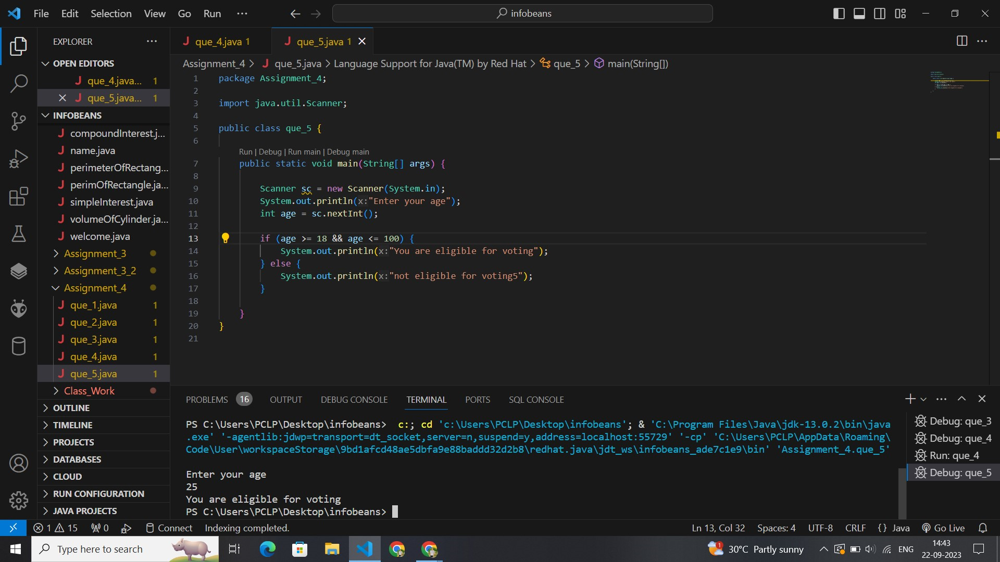 File Edit Selection View Go Run ··· infobeans
EXPLORER ···
OPEN EDITORS
J que_4.java... 1
J que_5.java... 1
INFOBEANS
J compoundInterest.j...
J name.java
J perimeterOfRectang...
J perimOfRectangle.ja...
J simpleInterest.java
J volumeOfCylinder.ja...
J welcome.java
Assignment_3
Assignment_3_2
Assignment_4
J que_1.java 1
J que_2.java 1
J que_3.java 1
J que_4.java 1
J que_5.java 1
Class_Work
OUTLINE
TIMELINE
PROJECTS
DATABASES
CLOUD
RUN CONFIGURATION
JAVA PROJECTS
J que_4.java 1 J que_5.java 1
Assignment_4 > J que_5.java > Language Support for Java(TM) by Red Hat > que_5 > main(String[])
1 package Assignment_4;
2
3 import java.util.Scanner;
4
5 public class que_5 {
6
Run | Debug | Run main | Debug main
7 public static void main(String[] args) {
8
9 Scanner sc = new Scanner(System.in);
10 System.out.println(x:"Enter your age");
11 int age = sc.nextInt();
12
13 if (age >= 18 && age <= 100) {
14 System.out.println(x:"You are eligible for voting");
15 } else {
16 System.out.println(x:"not eligible for voting5");
17 }
18
19 }
20 }
21
PROBLEMS 16 OUTPUT DEBUG CONSOLE TERMINAL PORTS SQL CONSOLE
PS C:\Users\PCLP\Desktop\infobeans> c:; cd 'c:\Users\PCLP\Desktop\infobeans'; & 'C:\Program Files\Java\jdk-13.0.2\bin\java
.exe' '-agentlib:jdwp=transport=dt_socket,server=n,suspend=y,address=localhost:55729' '-cp' 'C:\Users\PCLP\AppData\Roaming\
Code\User\workspaceStorage\9bd1afcd48ae5dbfa9e88baddd32d2b8\redhat.java\jdt_ws\infobeans_ade7c1e9\bin' 'Assignment_4.que_5'
Enter your age
25
You are eligible for voting
PS C:\Users\PCLP\Desktop\infobeans>
Debug: que_3
Debug: que_4
Run: que_4
Debug: que_5
1 15 0 Connect Indexing completed. Ln 13, Col 32 Spaces: 4 UTF-8 CRLF {} Java Go Live
Type here to search 1 30°C Partly sunny ENG 14:43
22-09-2023